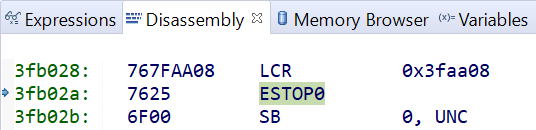 Expressions Disassembly Memory Browser (x)= Variables
3fb028: 767FAA08 LCR 0x3faa08
3fb02a: 7625 ESTOP0
3fb02b: 6F00 SB 0, UNC